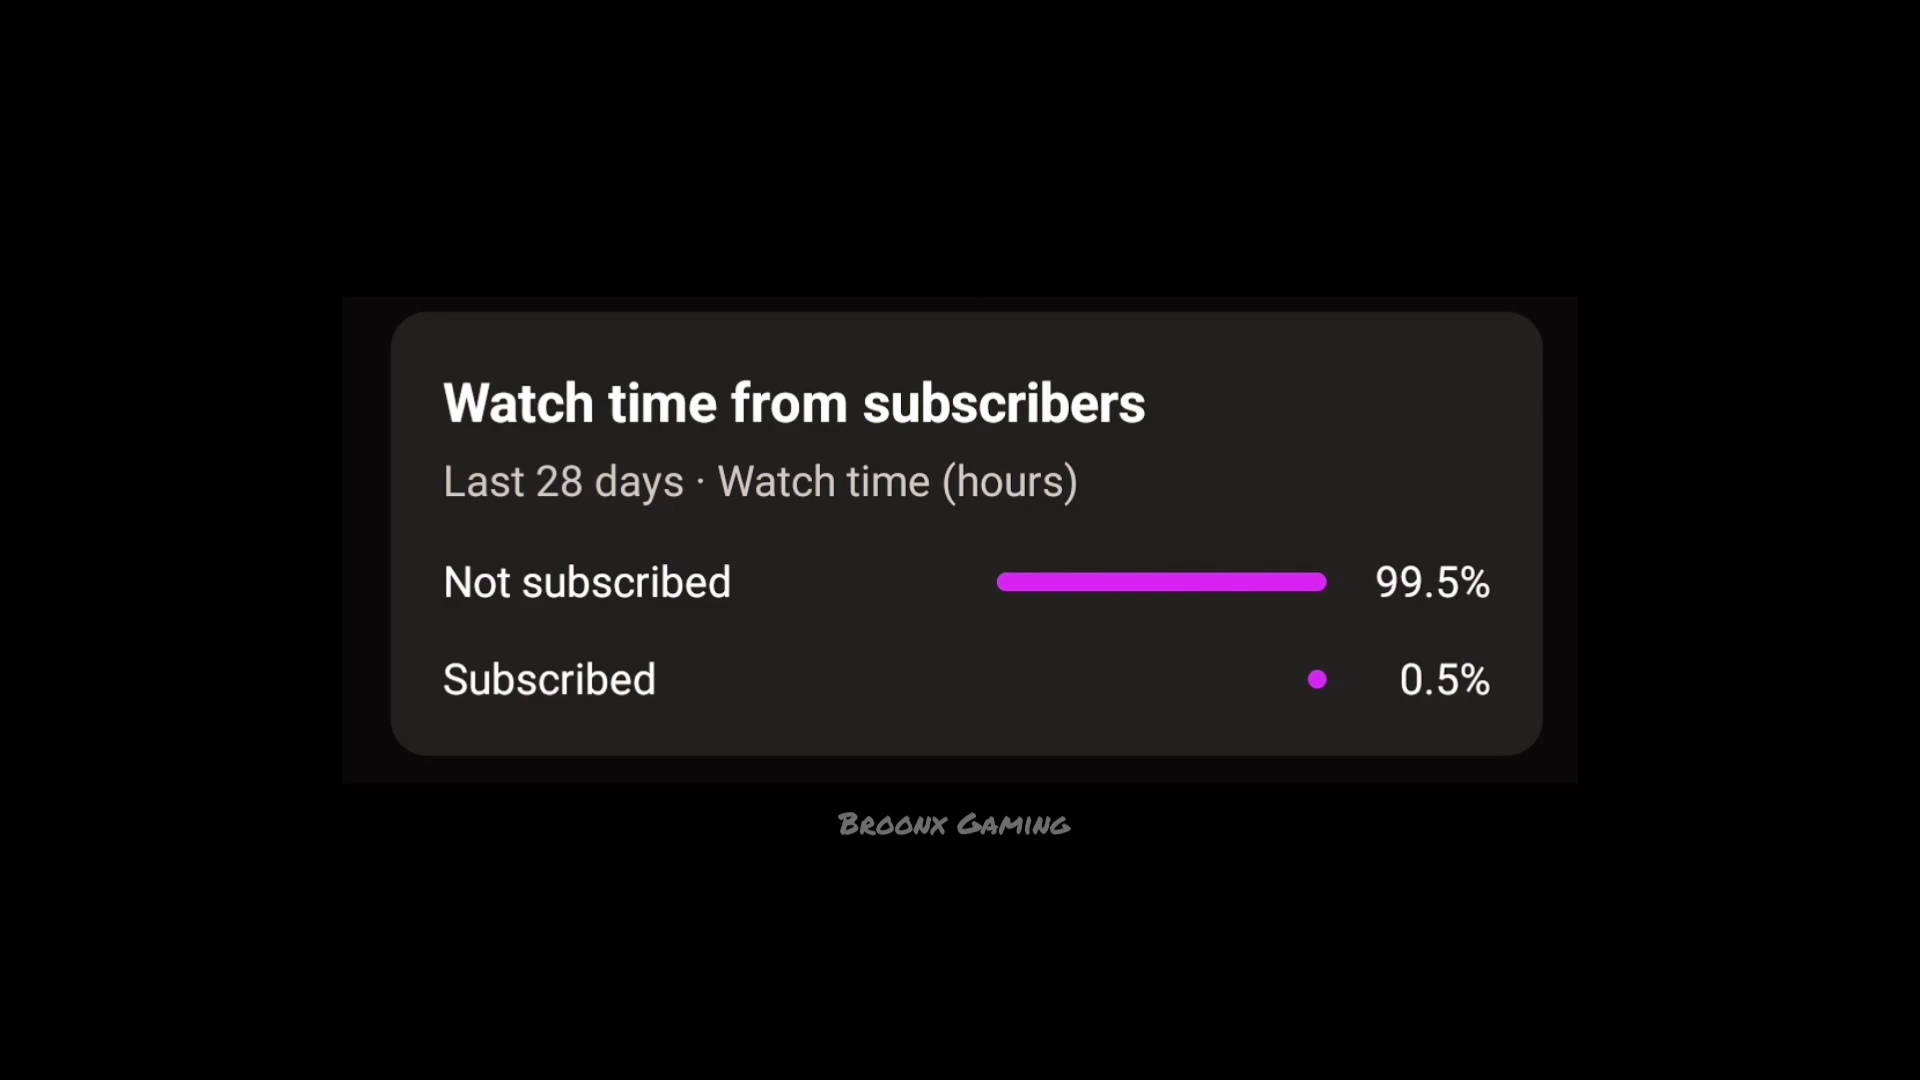 Watch time from subscribers
Last 28 days · Watch time (hours)
Not subscribed 99.5%
Subscribed 0.5%
Broonx Gaming